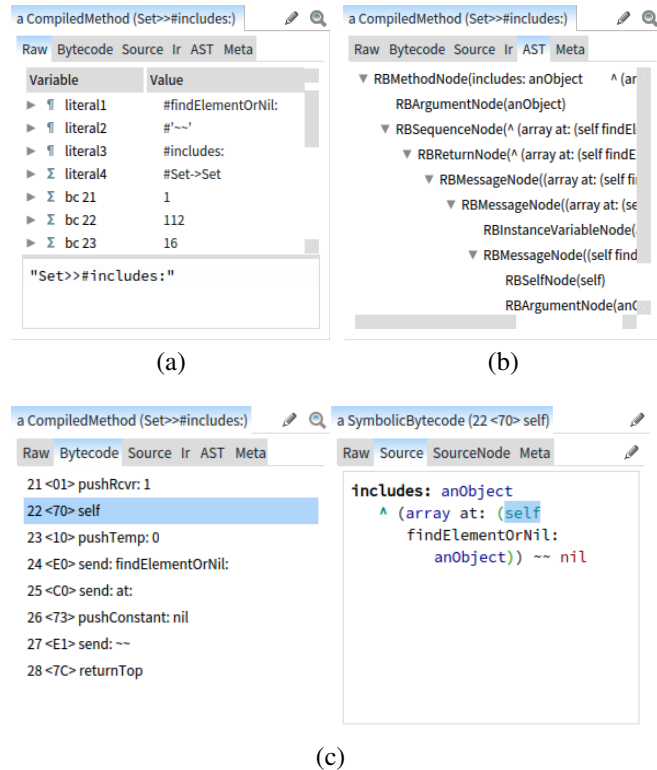 a CompiledMethod (Set>>#includes:)
Raw Bytecode Source Ir AST Meta
Variable Value
literal1 #findElementOrNil:
literal2 #'~~'
literal3 #includes:
literal4 #Set->Set
bc 21 1
bc 22 112
bc 23 16
"Set>>#includes:"
(a)
a CompiledMethod (Set>>#includes:)
Raw Bytecode Source Ir AST Meta
RBMethodNode(includes: anObject ^ (ar
RBArgumentNode(anObject)
RBSequenceNode(^ (array at: (self findEl
RBReturnNode(^ (array at: (self findE
RBMessageNode((array at: (self fi
RBMessageNode((array at: (se
RBInstanceVariableNode(
RBMessageNode((self find
RBSelfNode(self)
RBArgumentNode(an
(b)
a CompiledMethod (Set>>#includes:)
Raw Bytecode Source Ir AST Meta
21 <01> pushRcvr: 1
22 <70> self
23 <10> pushTemp: 0
24 <E0> send: findElementOrNil:
25 <C0> send: at:
26 <73> pushConstant: nil
27 <E1> send: ~~
28 <7C> returnTop
a SymbolicBytecode (22 <70> self)
Raw Source SourceNode Meta
includes: anObject
^ (array at: (self
findElementOrNil:
anObject)) ~~ nil
(c)